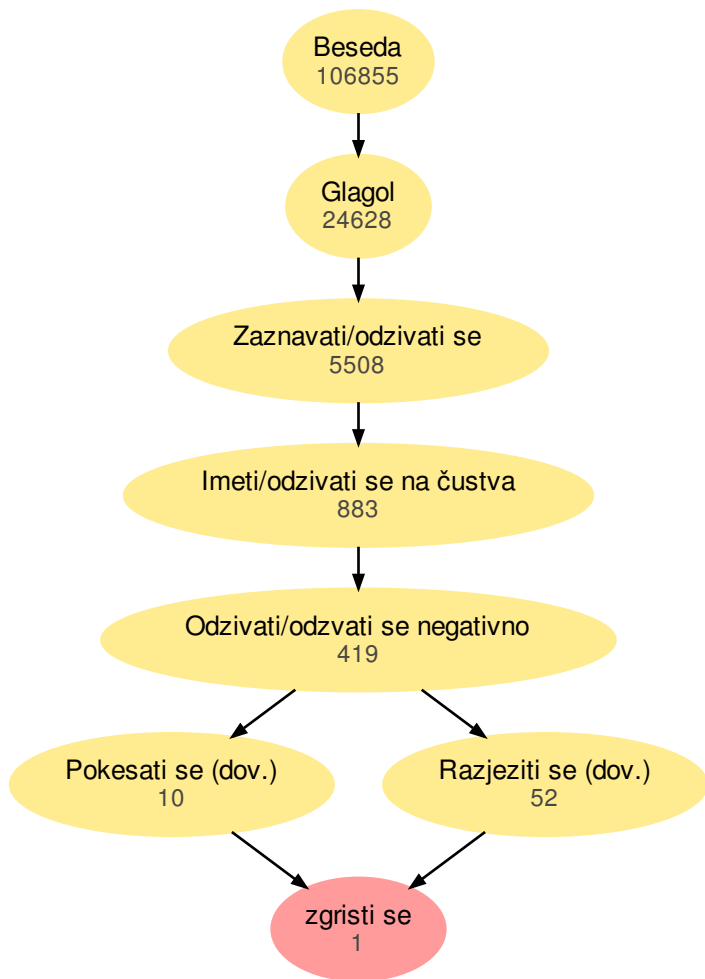 Beseda
106855
Glagol
24628
Zaznavati/odzivati se
5508
Imeti/odzivati se na čustva
883
Odzivati/odzvati se negativno
419
Pokesati se (dov.)
10
Razjeziti se (dov.)
52
zgristi se
1